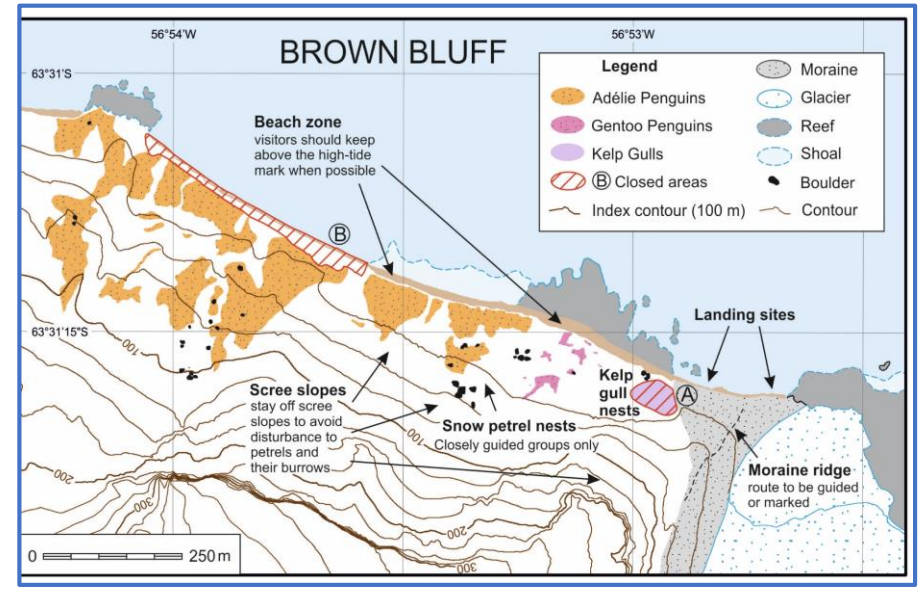 56°54'W
56°53'W
BROWN BLUFF
63°31'S
Legend
Adélie Penguins
Gentoo Penguins
Kelp Gulls
B Closed areas
Index contour (100 m)
Moraine
Glacier
Reef
Shoal
Boulder
Contour
Beach zone
visitors should keep
above the high-tide
mark when possible
B
63°31'15"S
Landing sites
100
Kelp
gull
nests
A
Scree slopes
stay off scree
slopes to avoid
disturbance to
petrels and
their burrows
Snow petrel nests
Closely guided groups only
100
Moraine ridge
route to be guided
or marked
200
300
200
200
300
300
0
250 m